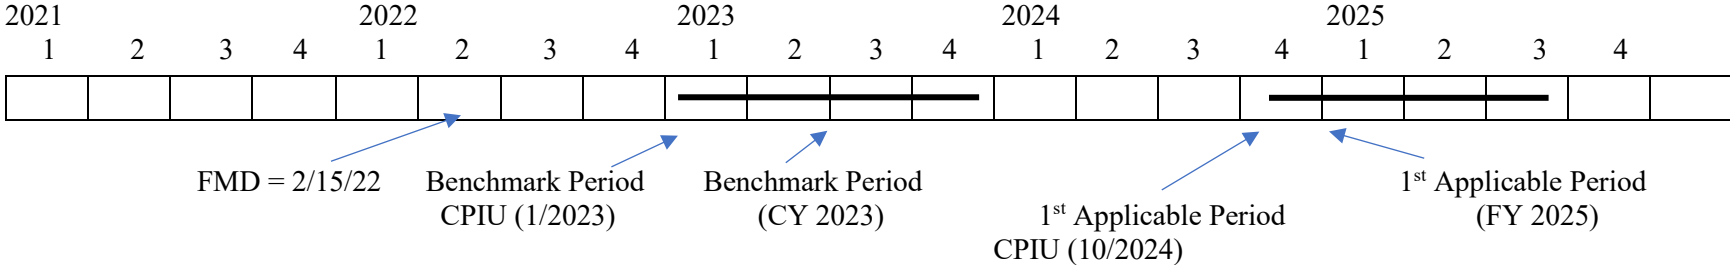 2021 2022 2023 2024 2025
1 2 3 4 1 2 3 4 1 2 3 4 1 2 3 4 1 2 3 4
FMD = 2/15/22
Benchmark Period
CPIU (1/2023)
Benchmark Period
(CY 2023)
1st Applicable Period
CPIU (10/2024)
1st Applicable Period
(FY 2025)